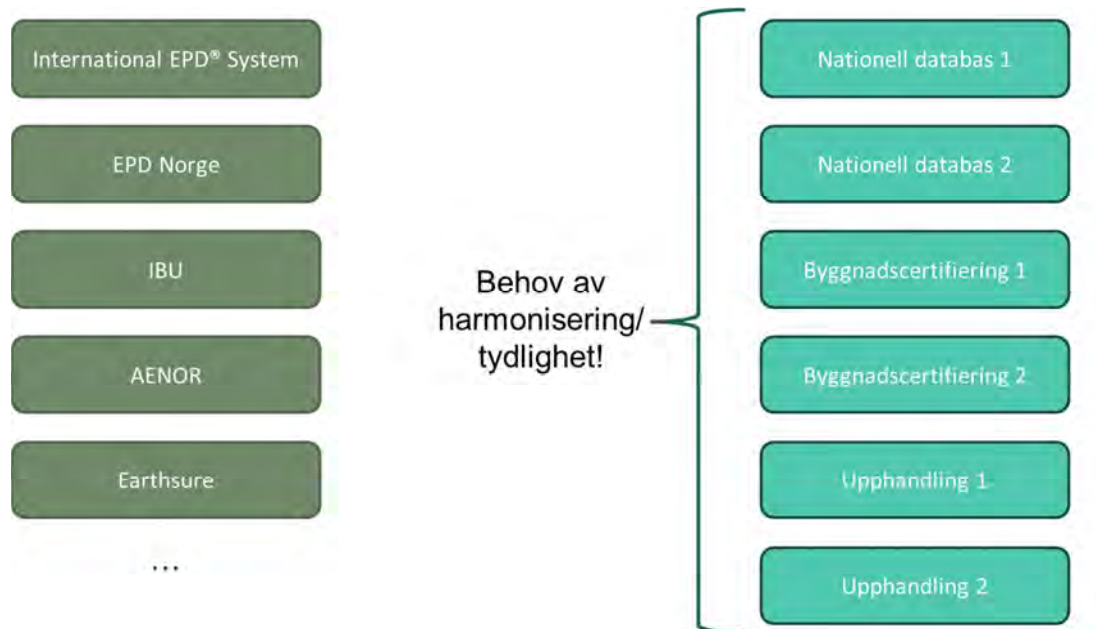 International EPD® System
EPD Norge
IBU
AENOR
Earthsure
...
Behov av
harmonisering/
tydlighet!
Nationell databas 1
Nationell databas 2
Byggnadscertifiering 1
Byggnadscertifiering 2
Upphandling 1
Upphandling 2